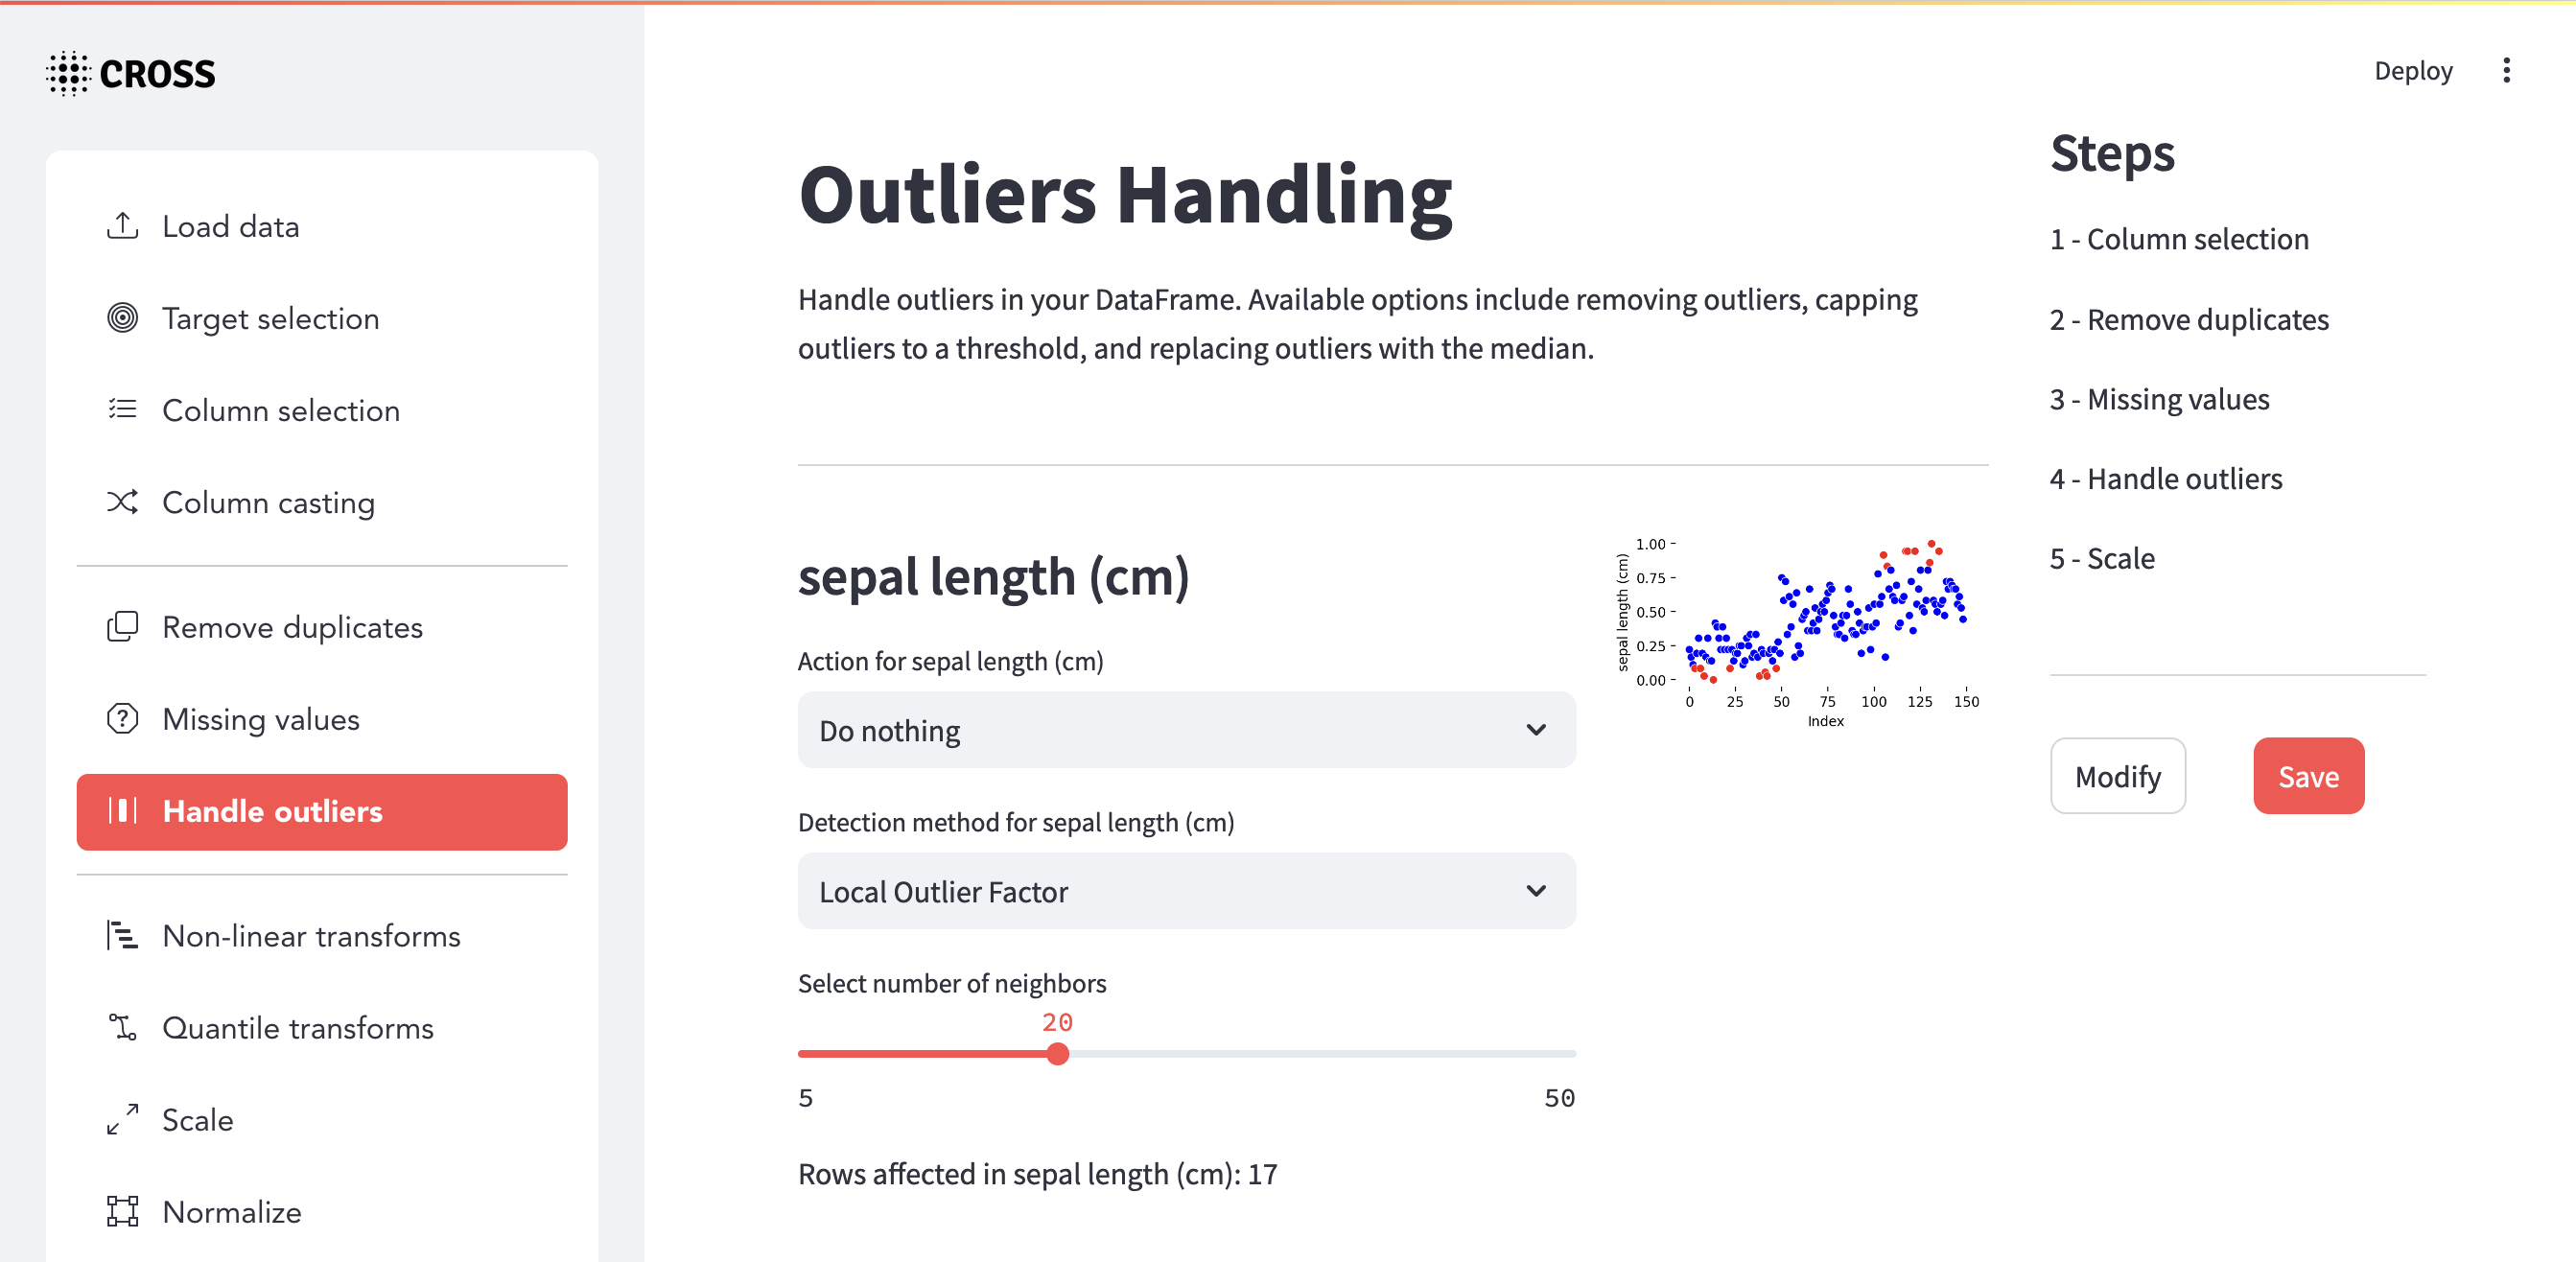 CROSS
Load data
Target selection
Column selection
Column casting
Remove duplicates
Missing values
Handle outliers
Non-linear transforms
Quantile transforms
Scale
Normalize
Deploy
Outliers Handling
Handle outliers in your DataFrame. Available options include removing outliers, capping
outliers to a threshold, and replacing outliers with the median.
sepal length (cm)
Action for sepal length (cm)
Do nothing
Detection method for sepal length (cm)
Local Outlier Factor
Select number of neighbors
20
5 50
Rows affected in sepal length (cm): 17
sepal length (cm)
1.00
0.75
0.50
0.25
0.00
0 25 50 75 100 125 150
Index
Steps
1 - Column selection
2 - Remove duplicates
3 - Missing values
4 - Handle outliers
5 - Scale
Modify
Save